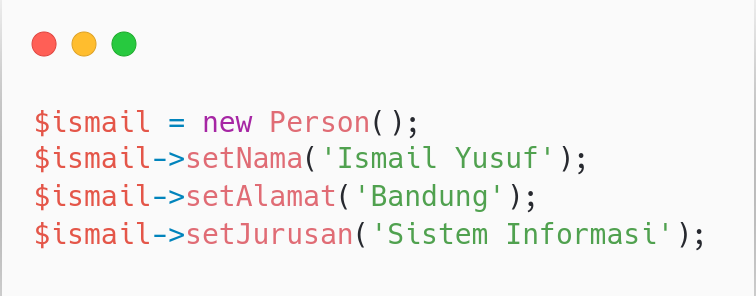 $ismail = new Person();
$ismail->setNama('Ismail Yusuf');
$ismail->setAlamat('Bandung');
$ismail->setJurusan('Sistem Informasi');